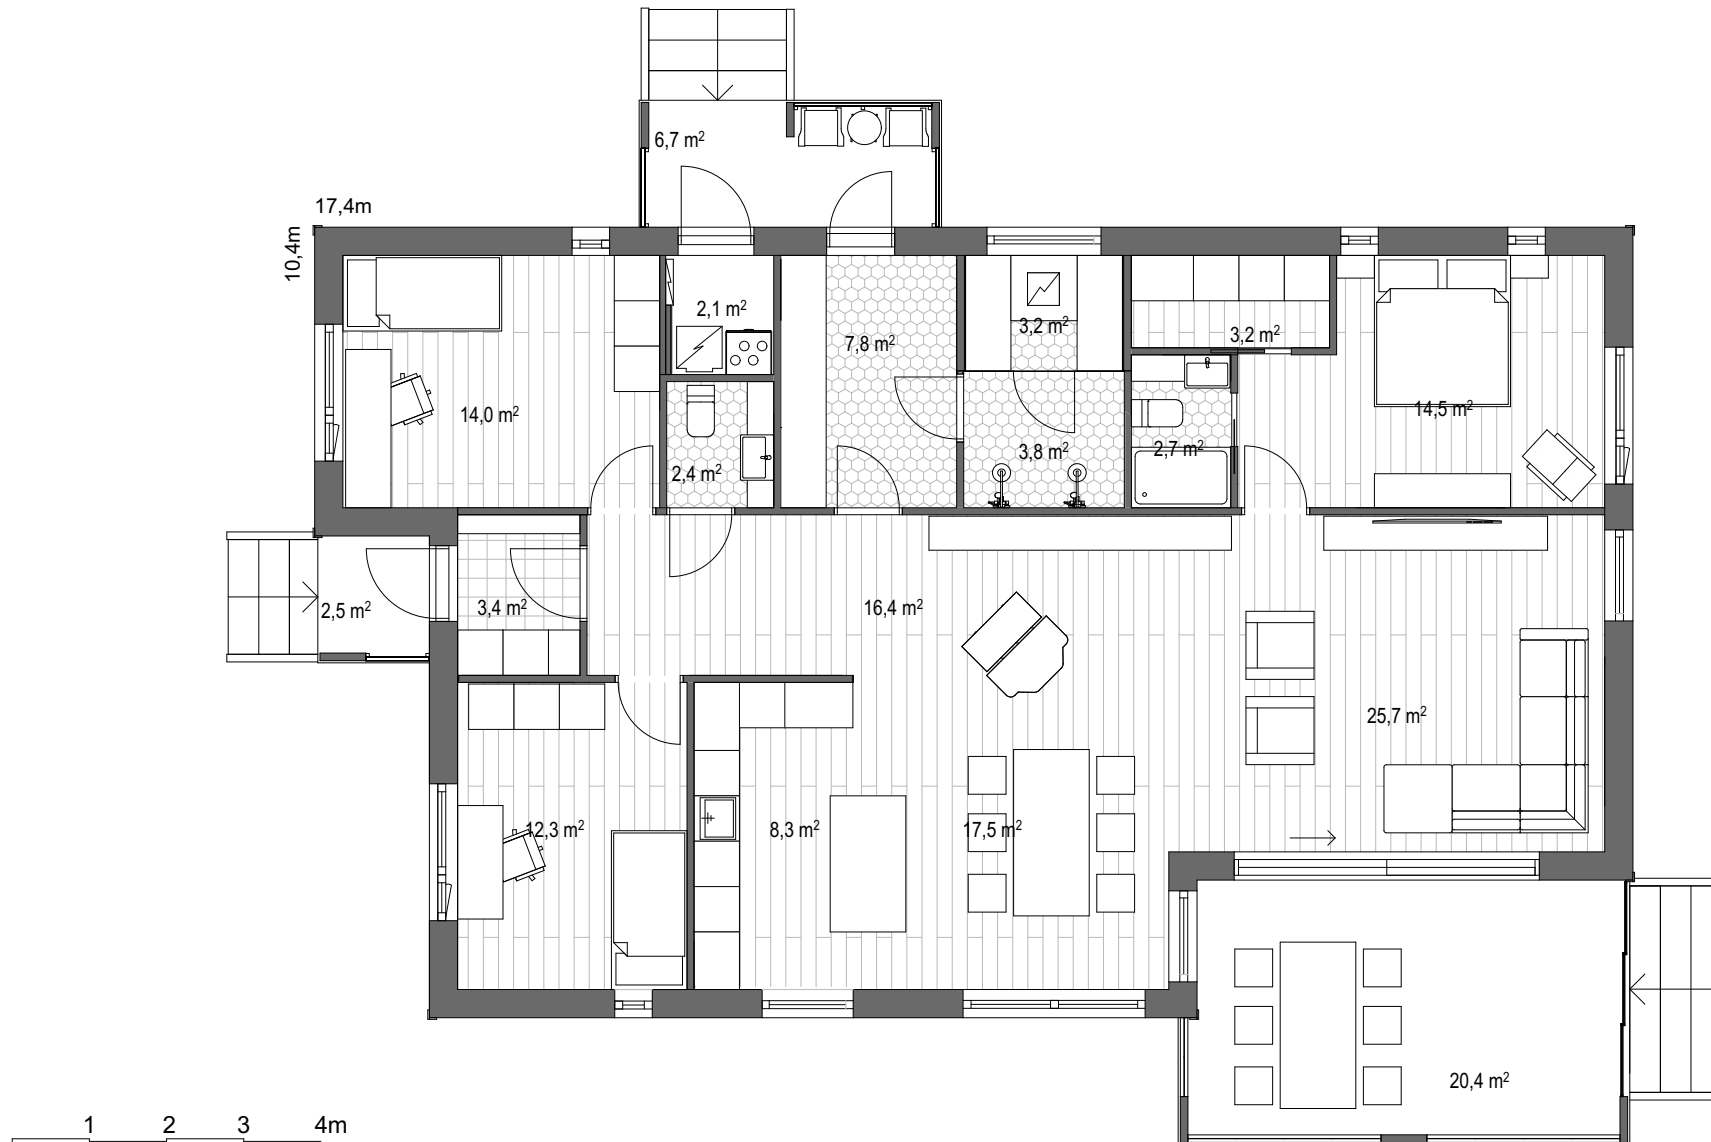 6,7 m²
17,4m
10,4m
2,1 m²
3,2 m²
3,2 m²
7,8 m²
14,0 m²
14,5 m²
2,4 m²
3,8 m²
2,7 m²
2,5 m²
3,4 m²
16,4 m²
25,7 m²
12,3 m²
8,3 m²
17,5 m²
20,4 m²
1 2 3 4m